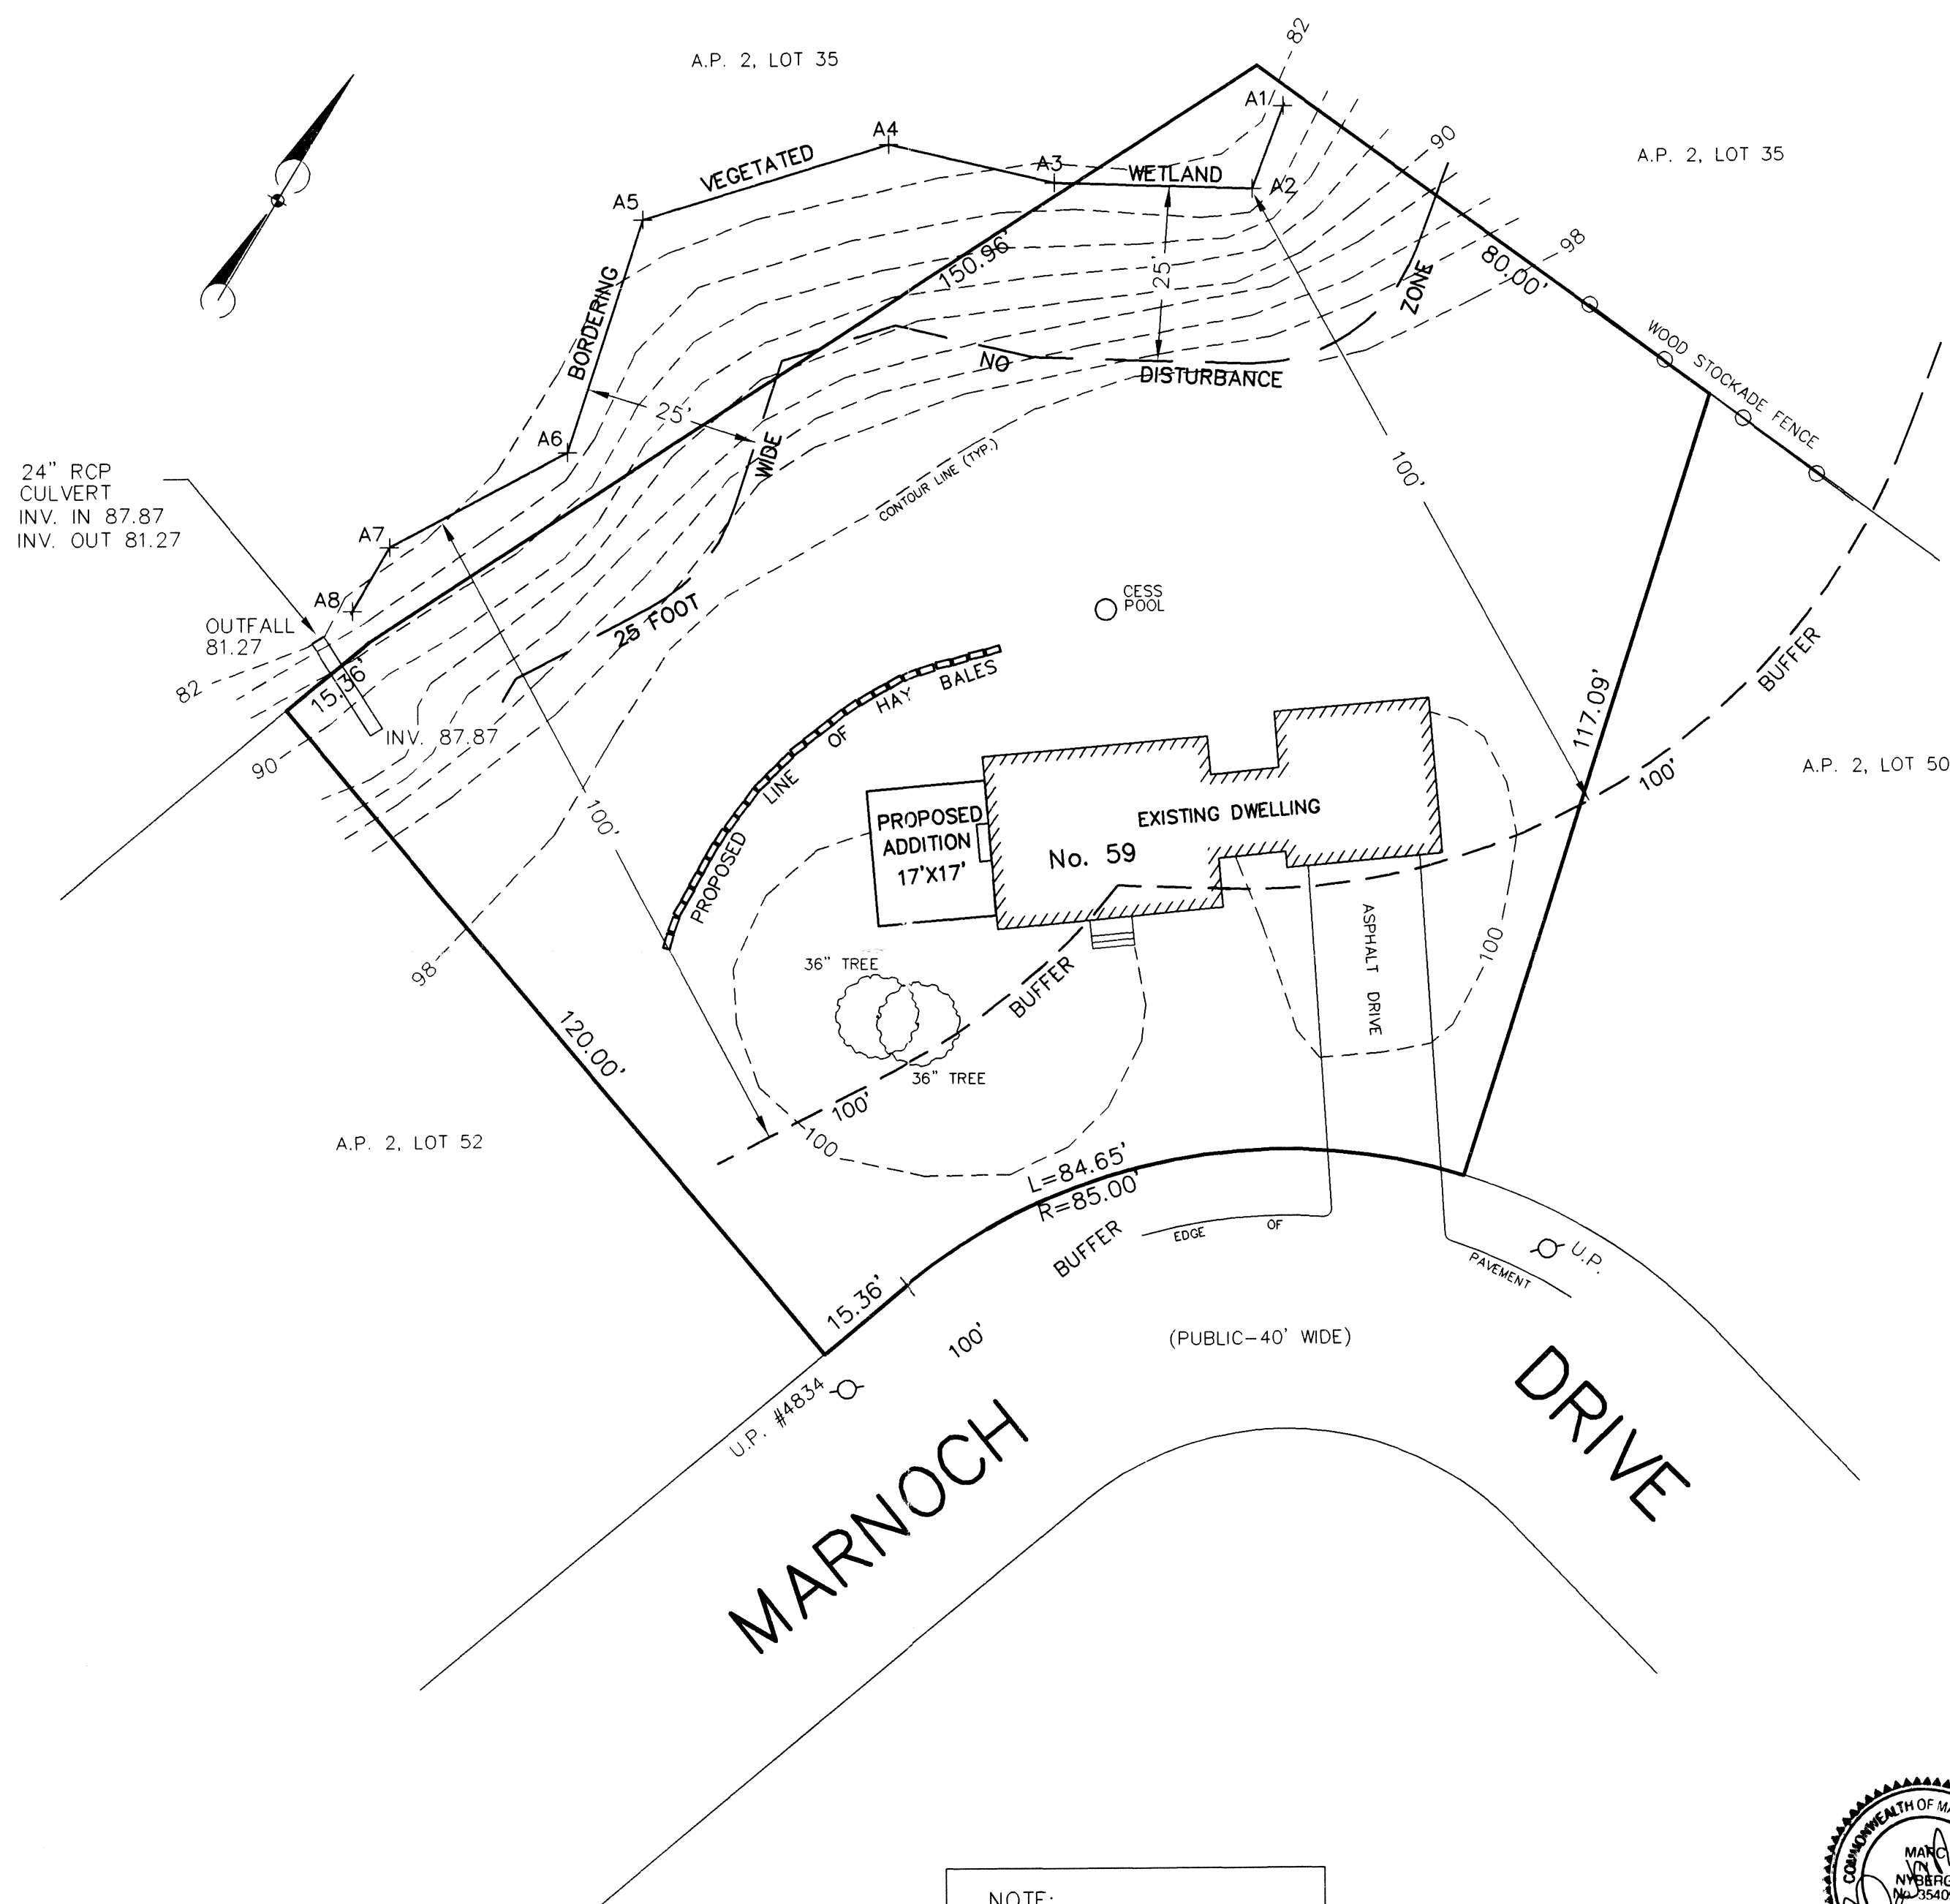 A.P. 2, LOT 35
82
A1
A4
A3
WETLAND
A2
VEGETATED
A5
90
A.P. 2, LOT 35
150.96'
25'
98
80.00'
ZONE
BORDERING
25'
NO
DISTURBANCE
WOOD STOCKADE FENCE
A6
WIDE
CONTOUR LINE (TYP.)
100'
24" RCP
CULVERT
INV. IN 87.87
INV. OUT 81.27
A7
A8
OUTFALL
81.27
25 FOOT
CESS
POOL
82
15.36'
INV. 87.87
90
HAY BALES
PROPOSED LINE OF
117.09'
BUFFER
100'
A.P. 2, LOT 50
100'
PROPOSED
ADDITION
17'X17'
EXISTING DWELLING
No. 59
98
36" TREE
BUFFER
ASPHALT DRIVE
100
120.00'
36" TREE
100'
100
A.P. 2, LOT 52
L=84.65'
R=85.00'
BUFFER
EDGE OF
PAVEMENT
U.P.
15.36'
100'
(PUBLIC-40' WIDE)
U.P. #4834
MARNOCH
DRIVE
COMMONWEALTH OF
MARC
N
NYBERG
NOTE: